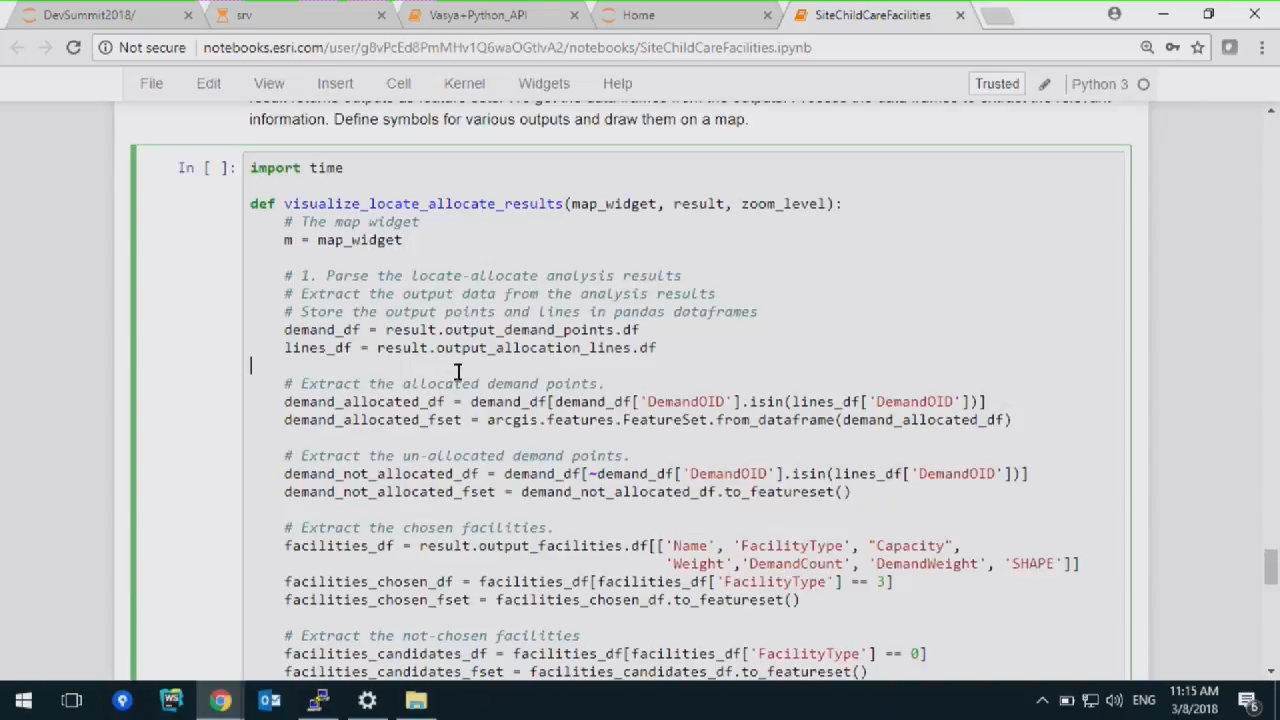 DevSummit2018/
srv
Vasya+Python_API
Home
SiteChildCareFacilities
Not secure
notebooks.esri.com/user/g8vPcEd8PmMHv1Q6waOGtIvA2/notebooks/SiteChildCareFacilities.ipynb
File Edit View Insert Cell Kernel Widgets Help
Trusted
Python 3
information. Define symbols for various outputs and draw them on a map.
In [ ]:
import time
def visualize_locate_allocate_results(map_widget, result, zoom_level):
# The map widget
m = map_widget
# 1. Parse the locate-allocate analysis results
# Extract the output data from the analysis results
# Store the output points and lines in pandas dataframes
demand_df = result.output_demand_points.df
lines_df = result.output_allocation_lines.df
# Extract the allocated demand points.
demand_allocated_df = demand_df[demand_df['DemandOID'].isin(lines_df['DemandOID'])]
demand_allocated_fset = arcgis.features.FeatureSet.from_dataframe(demand_allocated_df)
# Extract the un-allocated demand points.
demand_not_allocated_df = demand_df[~demand_df['DemandOID'].isin(lines_df['DemandOID'])]
demand_not_allocated_fset = demand_not_allocated_df.to_featureset()
# Extract the chosen facilities.
facilities_df = result.output_facilities.df[['Name', 'FacilityType', "Capacity",
'Weight','DemandCount', 'DemandWeight', 'SHAPE']]
facilities_chosen_df = facilities_df[facilities_df['FacilityType'] == 3]
facilities_chosen_fset = facilities_chosen_df.to_featureset()
# Extract the not-chosen facilities
facilities_candidates_df = facilities_df[facilities_df['FacilityType'] == 0]
facilities_candidates_fset = facilities_candidates_df.to_featureset()
ENG
11:15 AM
3/8/2018
6